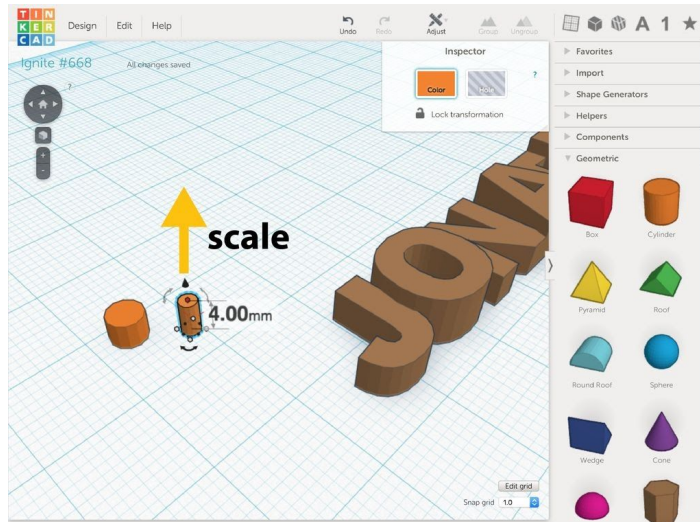 TIN
KER
CAD
Design Edit Help
Undo Redo Adjust Group Ungroup
A 1
Ignite #668
All changes saved
?
+
-
Inspector
Color Hole
?
Lock transformation
Favorites
Import
Shape Generators
Helpers
Components
Geometric
Box Cylinder
Pyramid Roof
Round Roof Sphere
Wedge Cone
scale
4.00mm
JONA
Edit grid
Snap grid 1.0